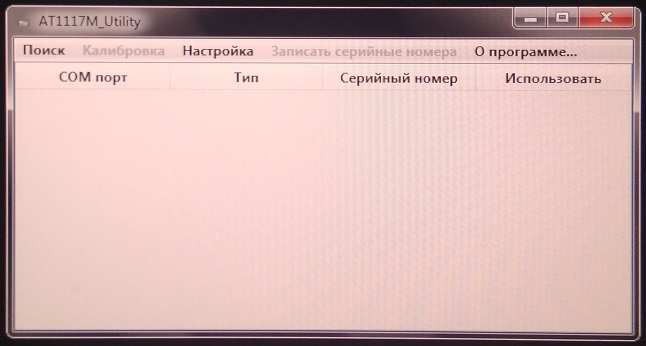 AT1117M_Utility
Поиск Калибровка Настройка Записать серийные номера О программе...
COM порт Тип Серийный номер Использовать